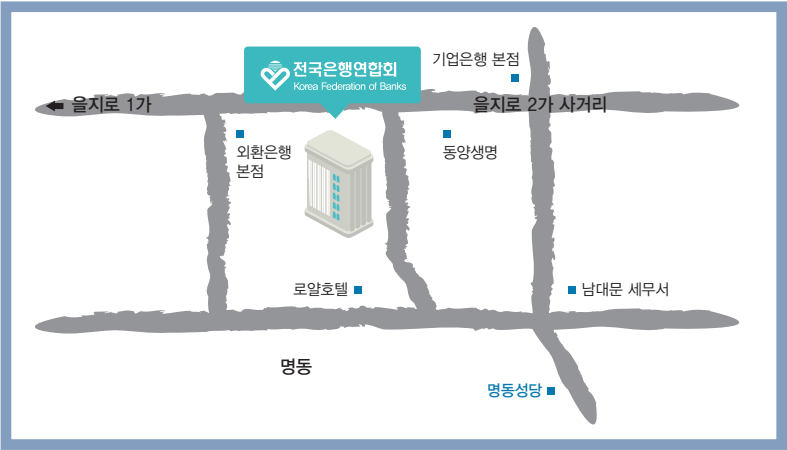 기업은행 본점
전국은행연합회
Korea Federation of Banks
을지로 1가
을지로 2가 사거리
외환은행
본점
동양생명
로얄호텔
남대문 세무서
명동
명동성당